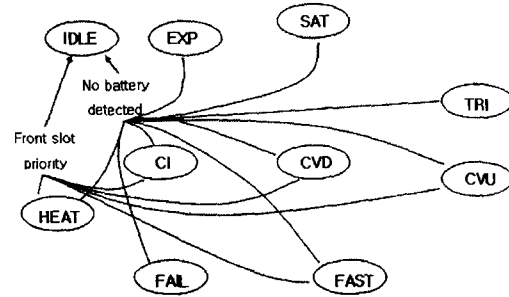 IDLE
EXP
SAT
No battery
detected
TRI
Front slot
priority
CI
CVD
CVU
HEAT
FAIL
FAST